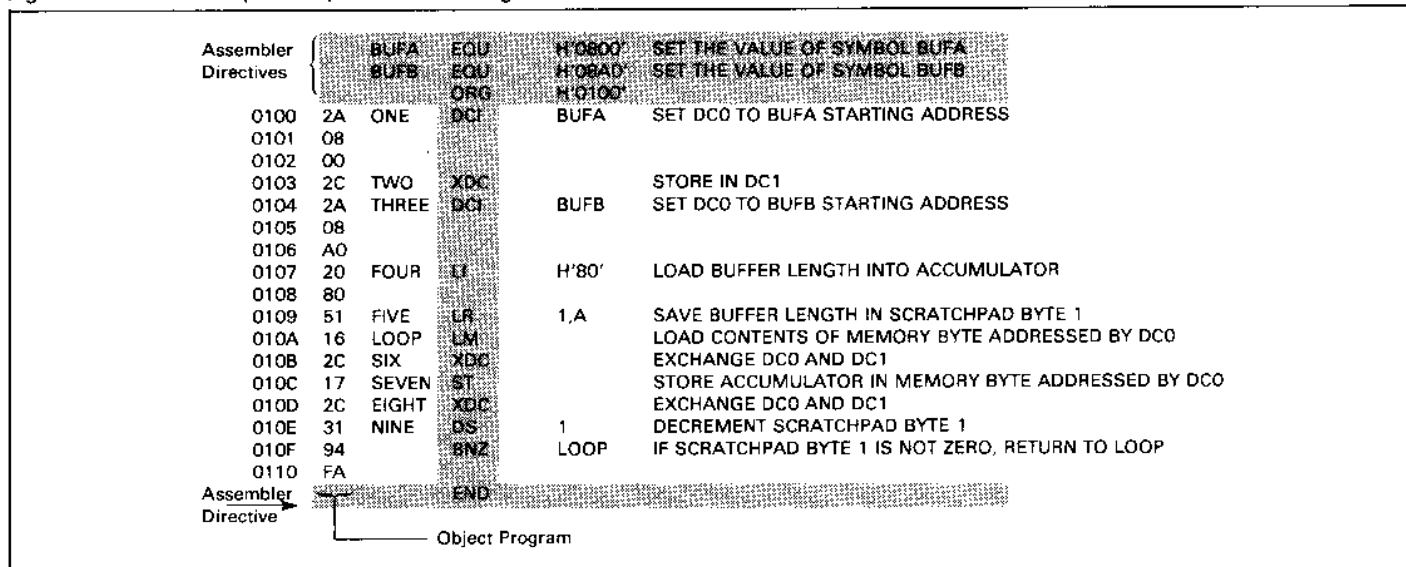 Assembler BUFA EQU H'0800' SET THE VALUE OF SYMBOL BUFA
Directives BUFB EQU H'08A0' SET THE VALUE OF SYMBOL BUFB
ORG H'0100'
0100 2A ONE DCI BUFA SET DC0 TO BUFA STARTING ADDRESS
0101 08
0102 00
0103 2C TWO XDC STORE IN DC1
0104 2A THREE DCI BUFB SET DC0 TO BUFB STARTING ADDRESS
0105 08
0106 A0
0107 20 FOUR LI H'80' LOAD BUFFER LENGTH INTO ACCUMULATOR
0108 80
0109 51 FIVE LR 1,A SAVE BUFFER LENGTH IN SCRATCHPAD BYTE 1
010A 16 LOOP LM LOAD CONTENTS OF MEMORY BYTE ADDRESSED BY DC0
010B 2C SIX XDC EXCHANGE DC0 AND DC1
010C 17 SEVEN ST STORE ACCUMULATOR IN MEMORY BYTE ADDRESSED BY DC0
010D 2C EIGHT XDC EXCHANGE DC0 AND DC1
010E 31 NINE DS 1 DECREMENT SCRATCHPAD BYTE 1
010F 94 BNZ LOOP IF SCRATCHPAD BYTE 1 IS NOT ZERO, RETURN TO LOOP
0110 FA
Assembler END
Directive
Object Program